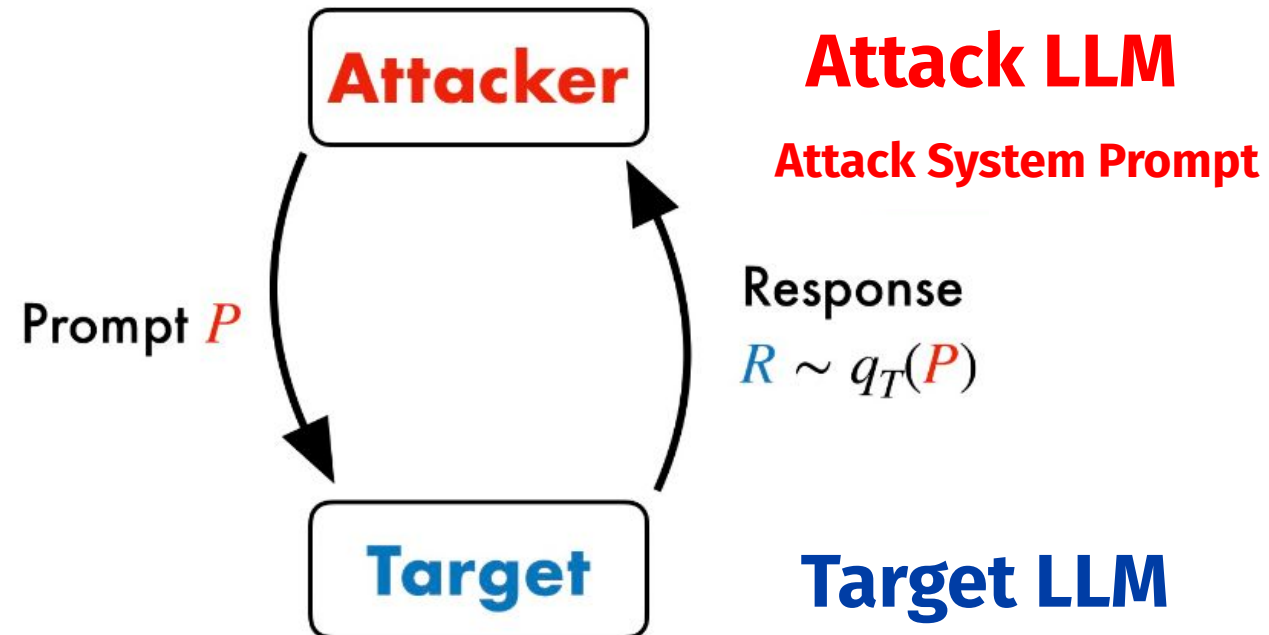 Attacker
Attack LLM
Attack System Prompt
Prompt P
Response
R ~ q_T(P)
Target
Target LLM